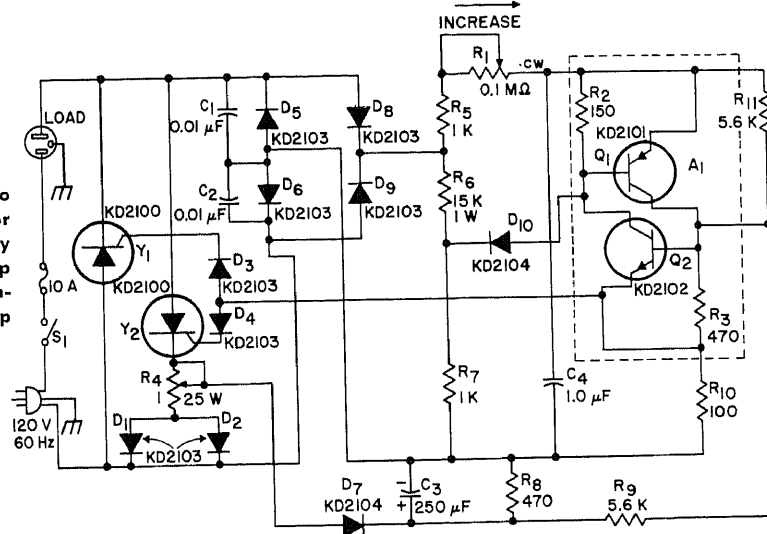 INCREASE
R1
0.1 MΩ
.CW
LOAD
C1
0.01 µF
D5
KD2103
D8
KD2103
R5
1 K
R2
150
KD2101
Q1
A1
R11
5.6 K
C2
0.01 µF
D6
KD2103
D9
KD2103
R6
15 K
1 W
D10
KD2104
Q2
KD2102
R3
470
KD2100
Y1
KD2100
D3
KD2103
D4
KD2103
Y2
10 A
S1
R4
1
25 W
D1
D2
KD2103
120 V
60 Hz
R7
1 K
C4
1.0 µF
R10
100
D7
KD2104
C3
250 µF
−
+
R8
470
R9
5.6 K
o
or
y
p
n-
p